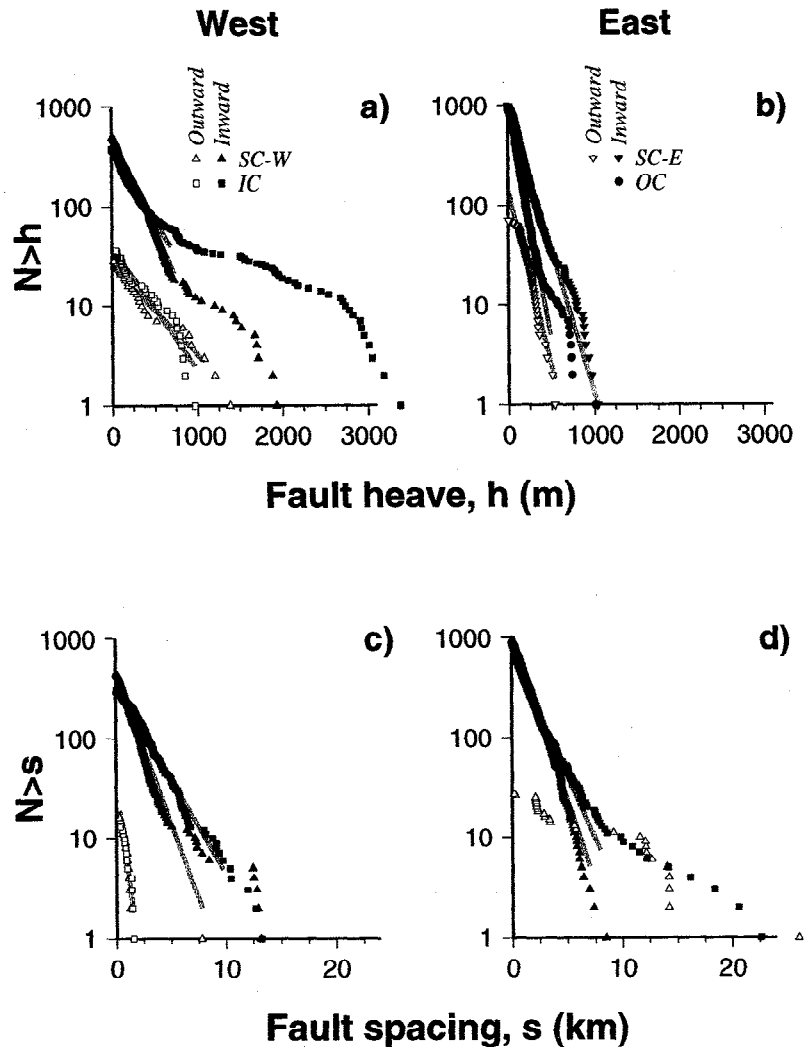 West
East
a)
Outward
Inward
SC-W
IC
1000
100
10
1
N>h
0
1000
2000
3000
b)
Outward
Inward
SC-E
OC
1000
100
10
1
0
1000
2000
3000
Fault heave, h (m)
c)
1000
100
10
1
N>s
0
10
20
d)
1000
100
10
1
0
10
20
Fault spacing, s (km)